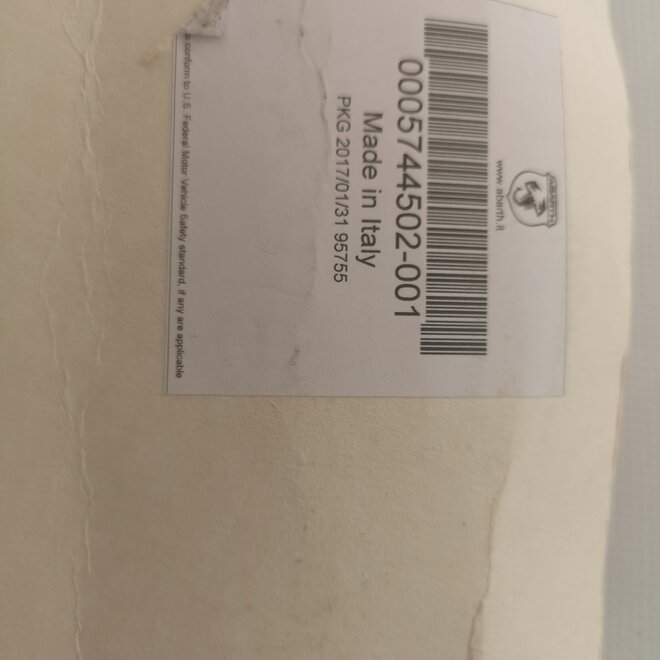 ABARTH
www.abarth.it
0005744502-001
Made in Italy
PKG 2017/01/31 95755
conform to U.S. Federal Motor Vehicle Safety standard, if any are applicable